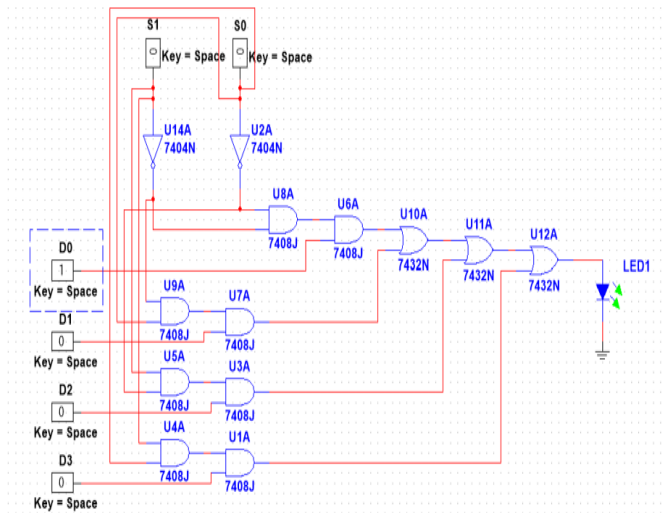 S1 S0
0 Key = Space 0 Key = Space
U14A U2A
7404N 7404N
U8A
U6A
U10A
U11A
U12A
7408J
7408J
7432N
7432N
7432N
LED1
D0
1
Key = Space
U9A
U7A
7408J
7408J
D1
0
Key = Space
U5A
U3A
7408J
7408J
D2
0
Key = Space
U4A
U1A
7408J
7408J
D3
0
Key = Space